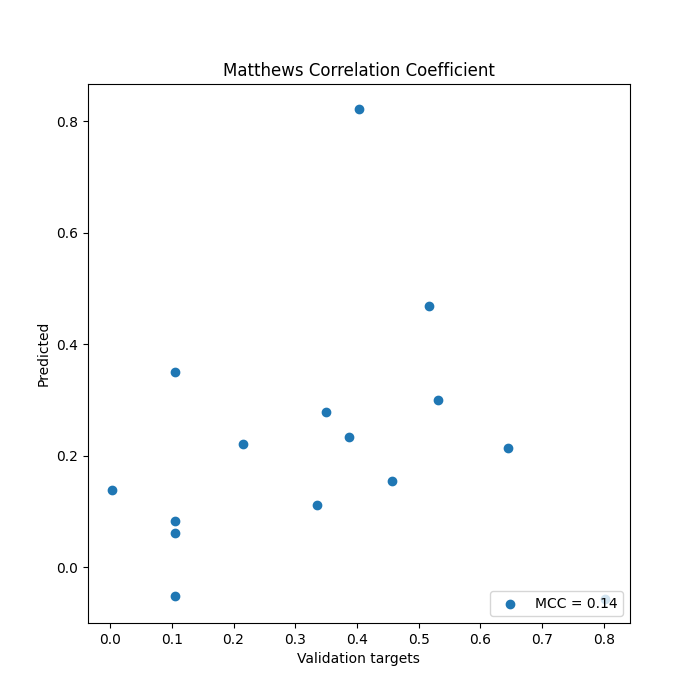 Matthews Correlation Coefficient
0.8
0.6
0.4
0.2
0.0
Predicted
MCC = 0.14
0.0 0.1 0.2 0.3 0.4 0.5 0.6 0.7 0.8
Validation targets